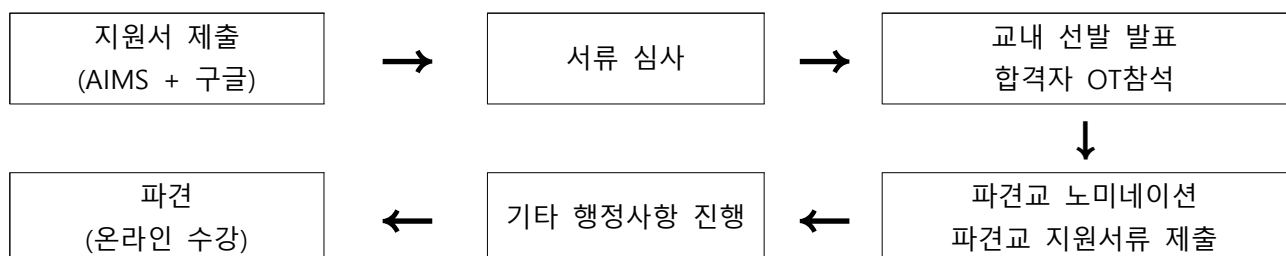 지원서 제출
(AIMS + 구글)
서류 심사
교내 선발 발표
합격자 OT참석
파견교 노미네이션
파견교 지원서류 제출
기타 행정사항 진행
파견
(온라인 수강)